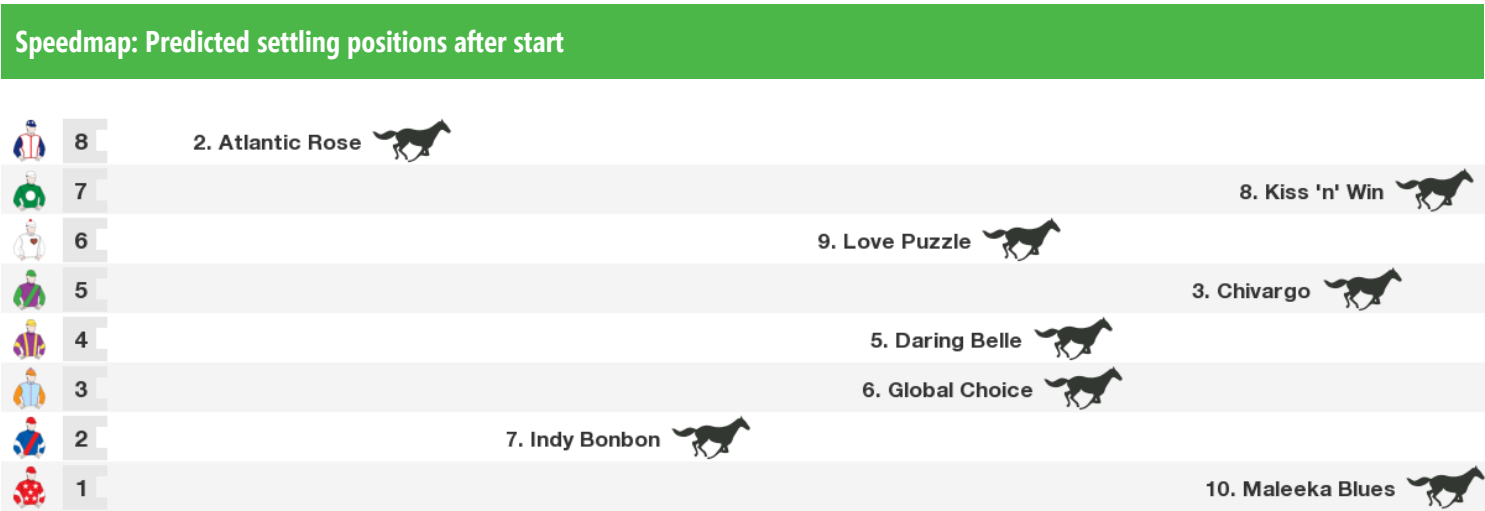 Speedmap: Predicted settling positions after start
8 2. Atlantic Rose
7 8. Kiss 'n' Win
6 9. Love Puzzle
5 3. Chivargo
4 5. Daring Belle
3 6. Global Choice
2 7. Indy Bonbon
1 10. Maleeka Blues